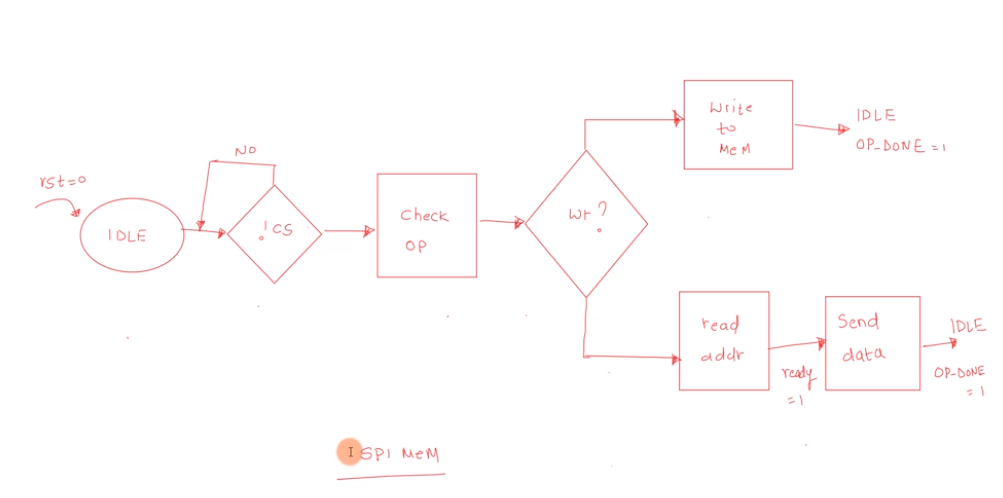 rst=0
IDLE
NO
!CS
Check
OP
Wr?
Write
to
MeM
IDLE
OP_DONE =1
read
addr
ready
=1
Send
data
IDLE
OP-DONE
=1
SPI MeM